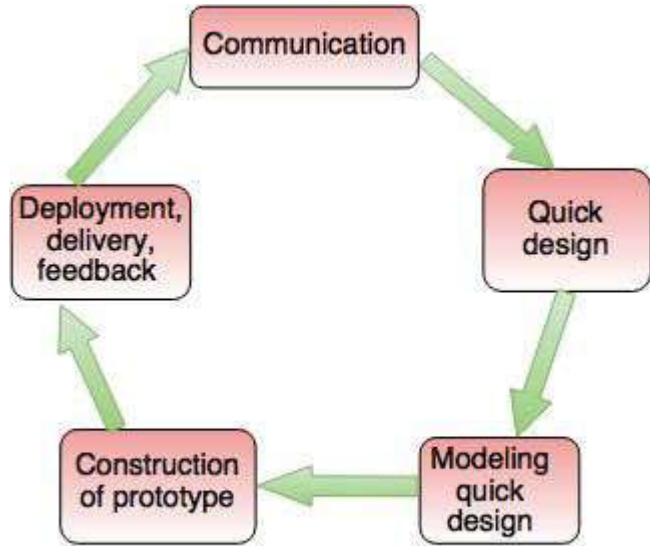 Communication
Quick
design
Modeling
quick
design
Construction
of prototype
Deployment,
delivery,
feedback